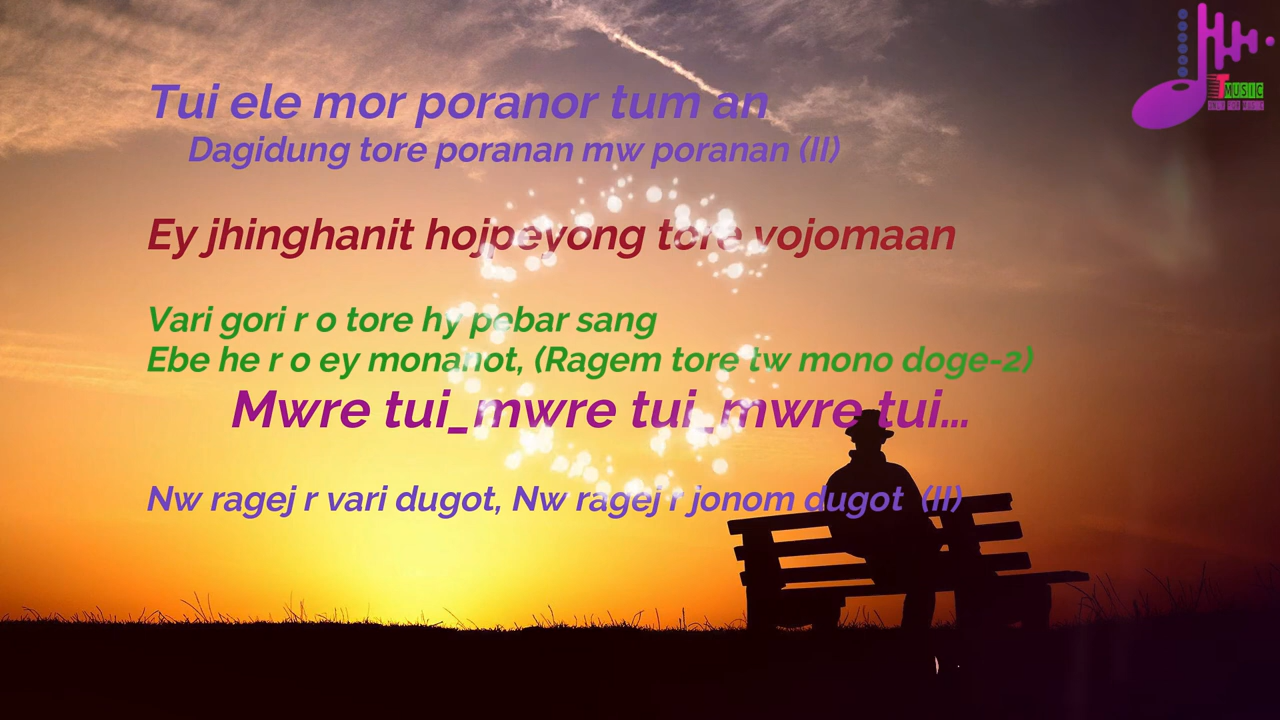 Tui ele mor poranor tum an
Dagidung tore poranan mw poranan (II)
Ey jhinghanit hojpeyong tore vojomaan
Vari gori r o tore hy pebar sang
Ebe he r o ey monanot, (Ragem tore tw mono doge-2)
Mwre tui_mwre tui_mwre tui...
Nw ragej r vari dugot, Nw ragej r jonom dugot (II)
T MUSIC